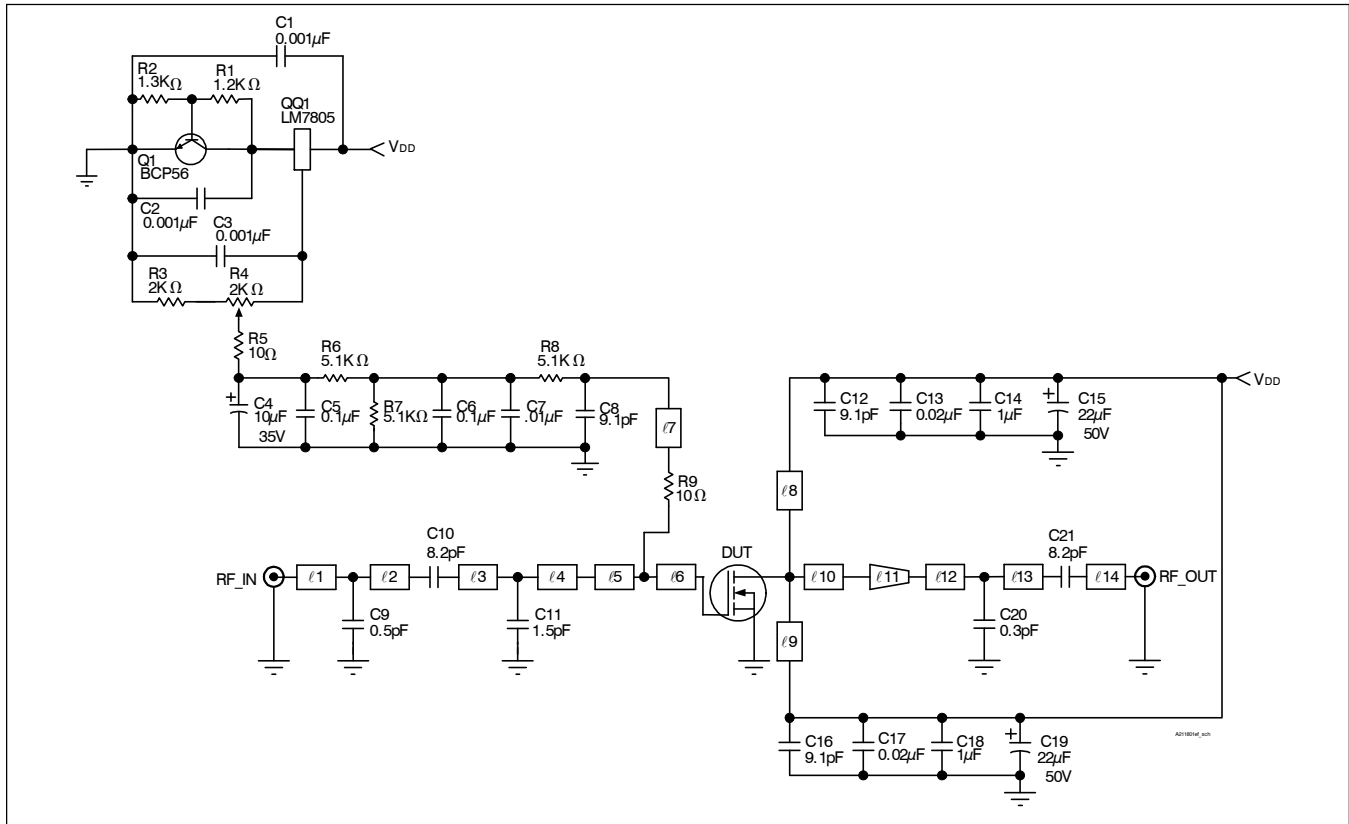 C1
0.001µF
R2
1.3KΩ
R1
1.2KΩ
QQ1
LM7805
VDD
Q1
BCP56
C2
0.001µF
C3
0.001µF
R3
2KΩ
R4
2KΩ
R5
10Ω
R6
5.1KΩ
R8
5.1KΩ
C4
10µF
35V
C5
0.1µF
R7
5.1KΩ
C6
0.1µF
C7
.01µF
C8
9.1pF
ℓ7
R9
10Ω
VDD
C12
9.1pF
C13
0.02µF
C14
1µF
C15
22µF
50V
ℓ8
RF_IN
ℓ1
ℓ2
C10
8.2pF
ℓ3
ℓ4
ℓ5
ℓ6
DUT
ℓ10
ℓ11
ℓ12
ℓ13
C21
8.2pF
ℓ14
RF_OUT
C9
0.5pF
C11
1.5pF
C20
0.3pF
ℓ9
C16
9.1pF
C17
0.02µF
C18
1µF
C19
22µF
50V